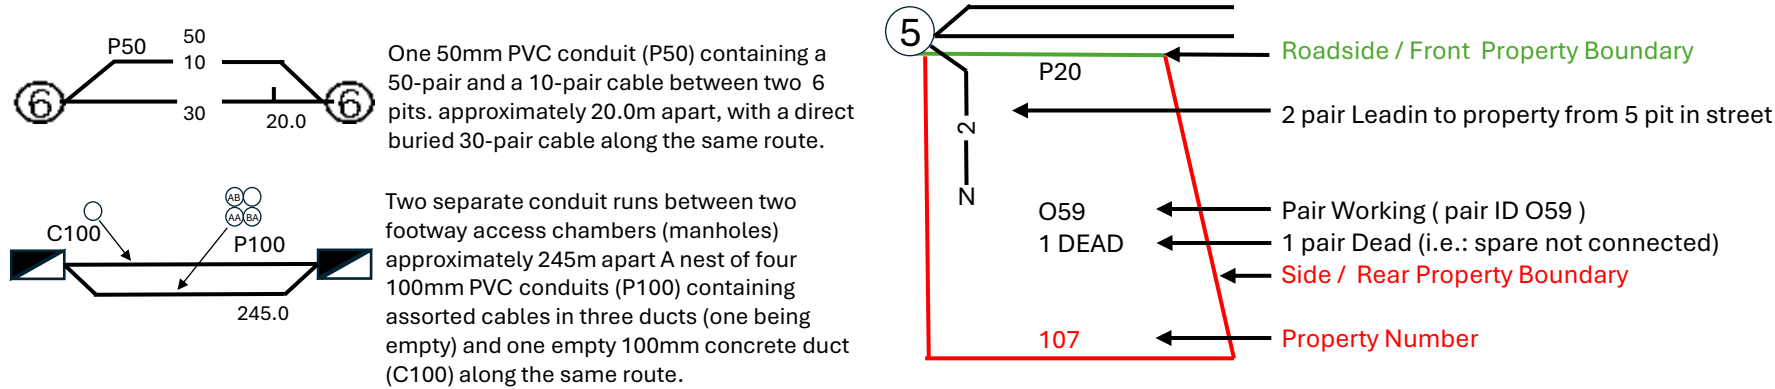 P50
50
10
6
6
30
20.0
One 50mm PVC conduit (P50) containing a
50-pair and a 10-pair cable between two 6
pits. approximately 20.0m apart, with a direct
buried 30-pair cable along the same route.
AB
AA
BA
C100
P100
245.0
Two separate conduit runs between two
footway access chambers (manholes)
approximately 245m apart A nest of four
100mm PVC conduits (P100) containing
assorted cables in three ducts (one being
empty) and one empty 100mm concrete duct
(C100) along the same route.
5
P20
2
Z
O59
1 DEAD
107
Roadside / Front Property Boundary
2 pair Leadin to property from 5 pit in street
Pair Working ( pair ID O59 )
1 pair Dead (i.e.: spare not connected)
Side / Rear Property Boundary
Property Number